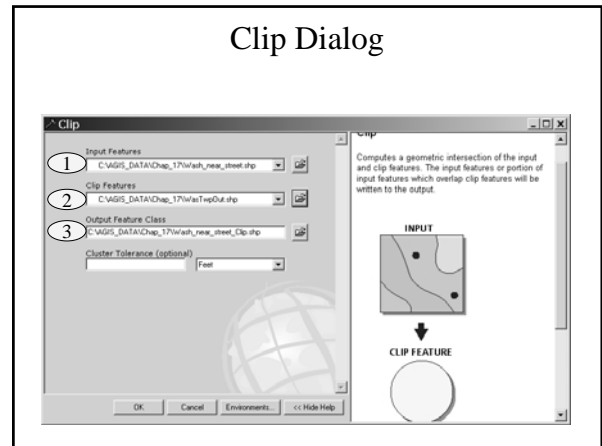 Clip Dialog
Clip
Input Features
1
C:\AGIS_DATA\Chap_17\Wash_near_street.shp
Clip Features
2
C:\AGIS_DATA\Chap_17\WasTwpOut.shp
Output Feature Class
3
C:\AGIS_DATA\Chap_17\Wash_near_street_Clip.shp
Cluster Tolerance (optional)
Feet
OK
Cancel
Environments...
<< Hide Help
Clip
Computes a geometric intersection of the input
and clip features. The input features or portion of
input features which overlap clip features will be
written to the output.
INPUT
CLIP FEATURE